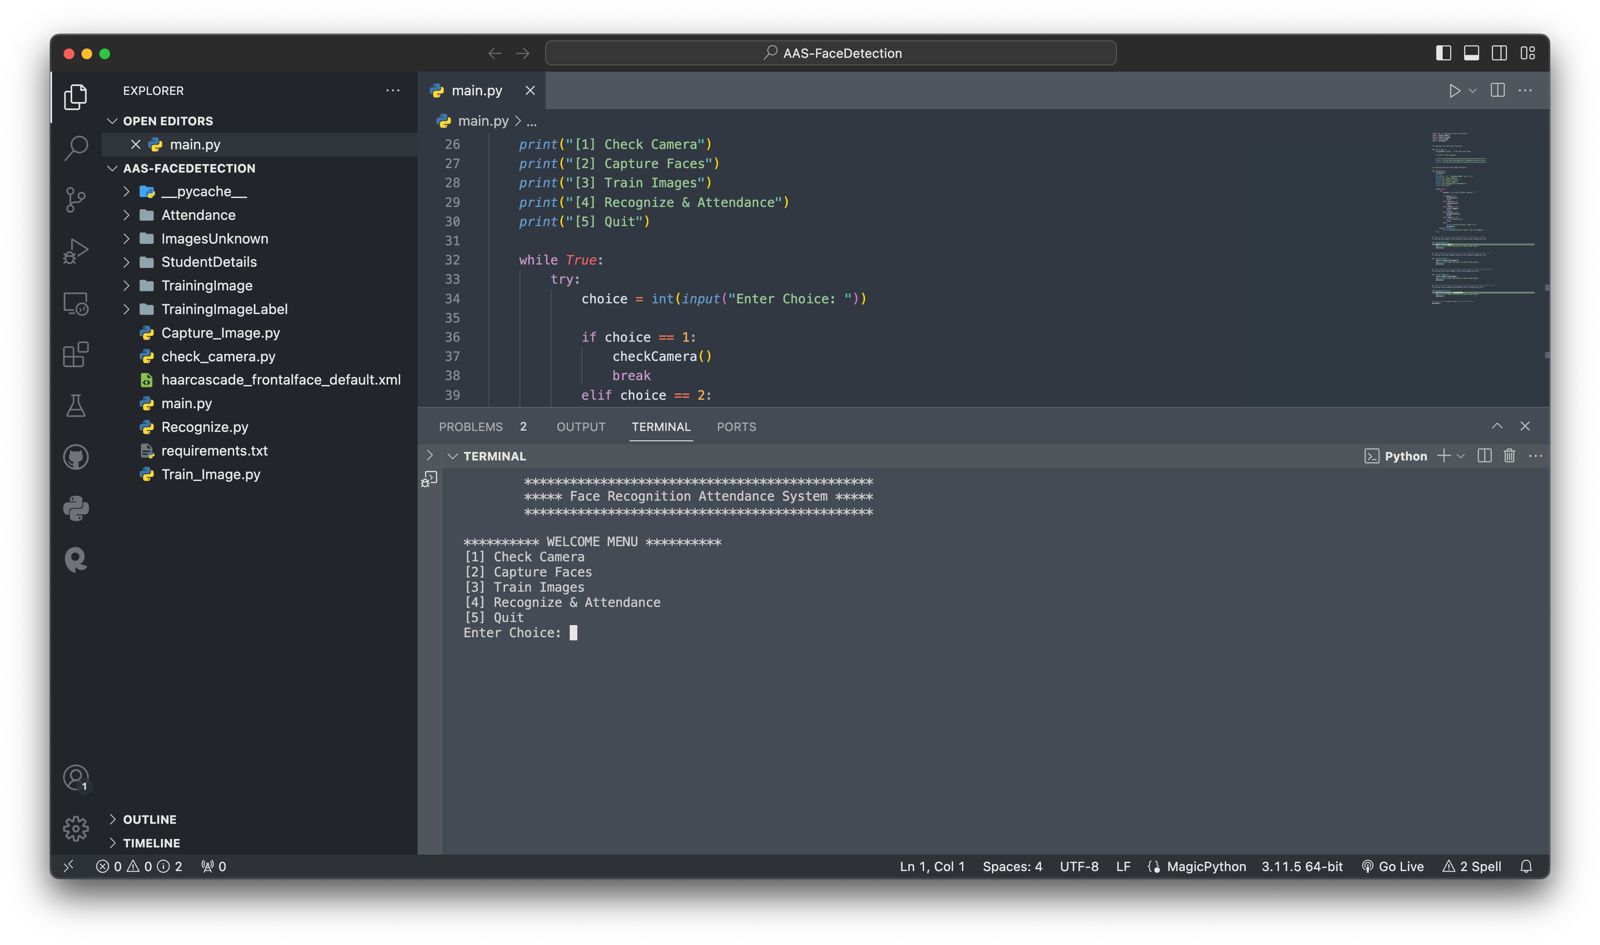 AAS-FaceDetection
EXPLORER
OPEN EDITORS
main.py
AAS-FACEDETECTION
__pycache__
Attendance
ImagesUnknown
StudentDetails
TrainingImage
TrainingImageLabel
Capture_Image.py
check_camera.py
haarcascade_frontalface_default.xml
main.py
Recognize.py
requirements.txt
Train_Image.py
1
OUTLINE
TIMELINE
main.py
main.py > ...
26 print("[1] Check Camera")
27 print("[2] Capture Faces")
28 print("[3] Train Images")
29 print("[4] Recognize & Attendance")
30 print("[5] Quit")
31
32 while True:
33 try:
34 choice = int(input("Enter Choice: "))
35
36 if choice == 1:
37 checkCamera()
38 break
39 elif choice == 2:
PROBLEMS 2 OUTPUT TERMINAL PORTS
TERMINAL
Python
**********************************************
***** Face Recognition Attendance System *****
**********************************************
********** WELCOME MENU **********
[1] Check Camera
[2] Capture Faces
[3] Train Images
[4] Recognize & Attendance
[5] Quit
Enter Choice:
0 0 2 0 Ln 1, Col 1 Spaces: 4 UTF-8 LF MagicPython 3.11.5 64-bit Go Live 2 Spell